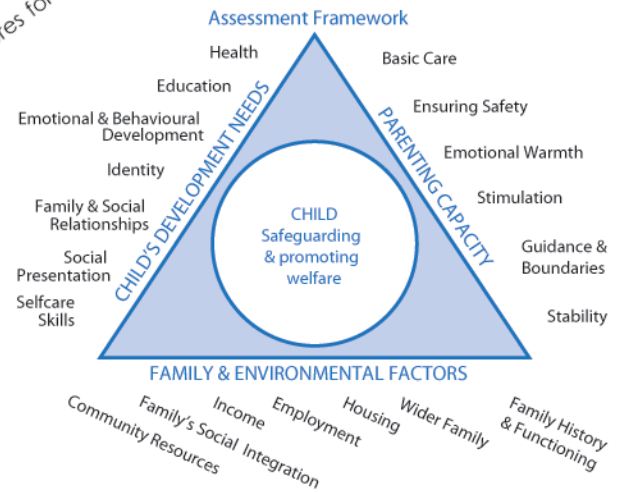 res for
Assessment Framework
Health
Education
Emotional & Behavioural
Development
Identity
Family & Social
Relationships
Social
Presentation
Selfcare
Skills
CHILD'S DEVELOPMENT NEEDS
CHILD
Safeguarding
& promoting
welfare
PARENTING CAPACITY
Basic Care
Ensuring Safety
Emotional Warmth
Stimulation
Guidance &
Boundaries
Stability
FAMILY & ENVIRONMENTAL FACTORS
Community Resources
Family's Social Integration
Income
Employment
Housing
Wider Family
Family History
& Functioning